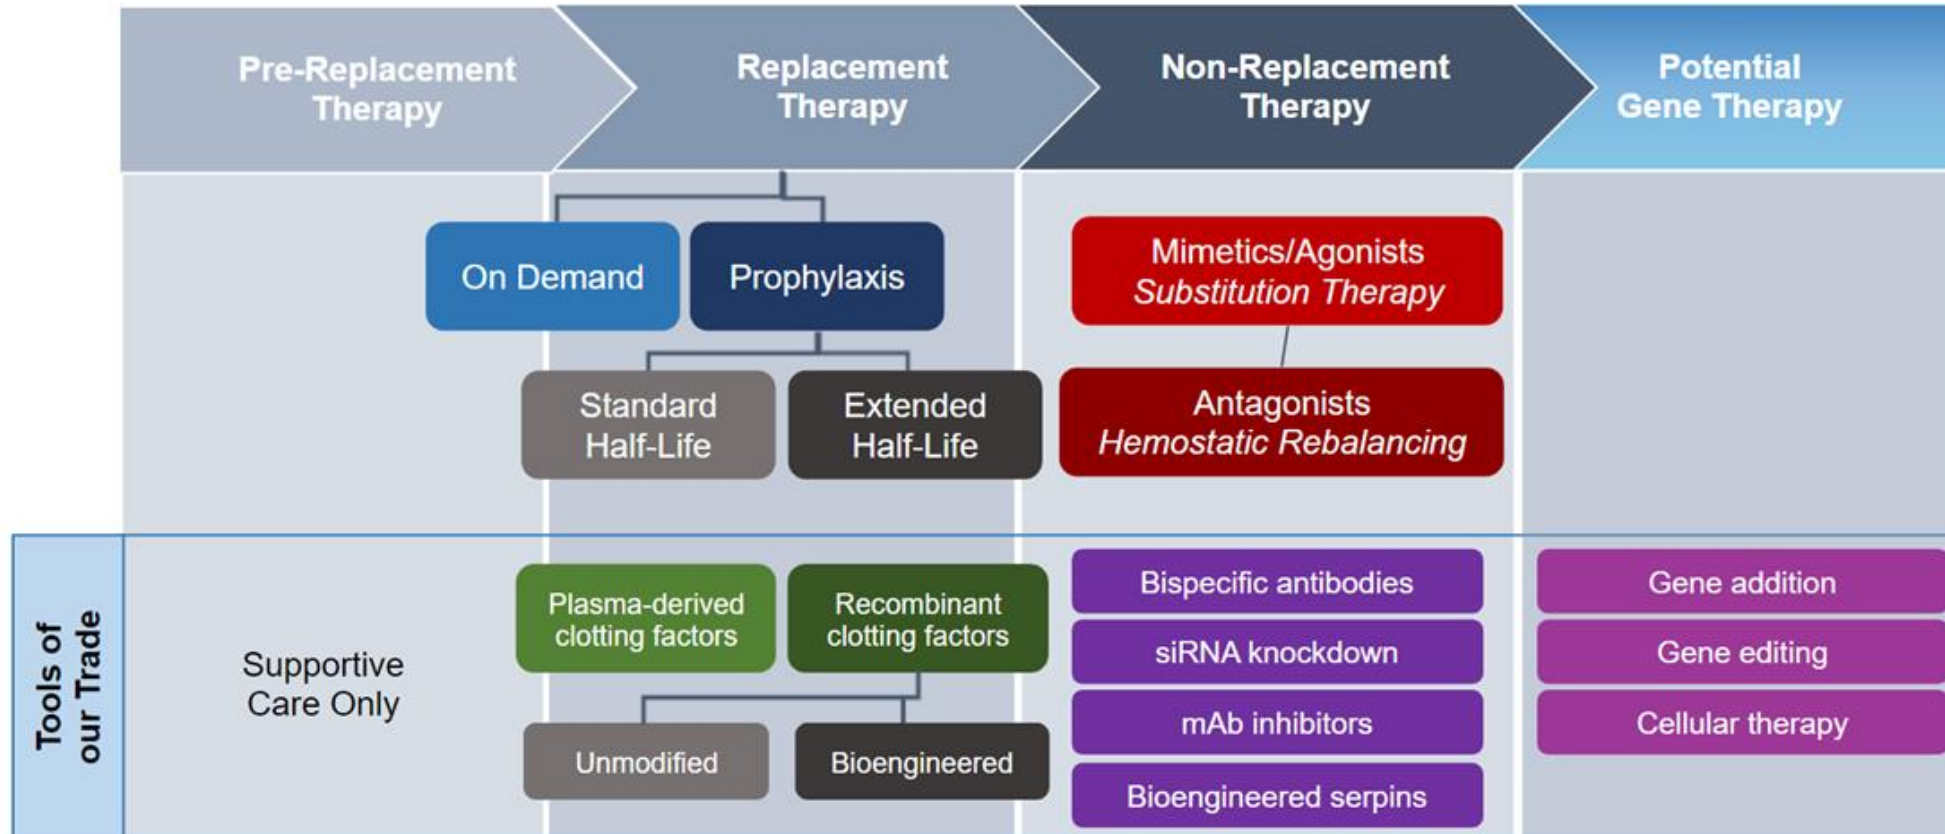 Pre-Replacement
Therapy
Replacement
Therapy
Non-Replacement
Therapy
Potential
Gene Therapy
On Demand
Prophylaxis
Mimetics/Agonists
Substitution Therapy
Standard
Half-Life
Extended
Half-Life
Antagonists
Hemostatic Rebalancing
Tools of
our Trade
Supportive
Care Only
Plasma-derived
clotting factors
Recombinant
clotting factors
Unmodified
Bioengineered
Bispecific antibodies
siRNA knockdown
mAb inhibitors
Bioengineered serpins
Gene addition
Gene editing
Cellular therapy